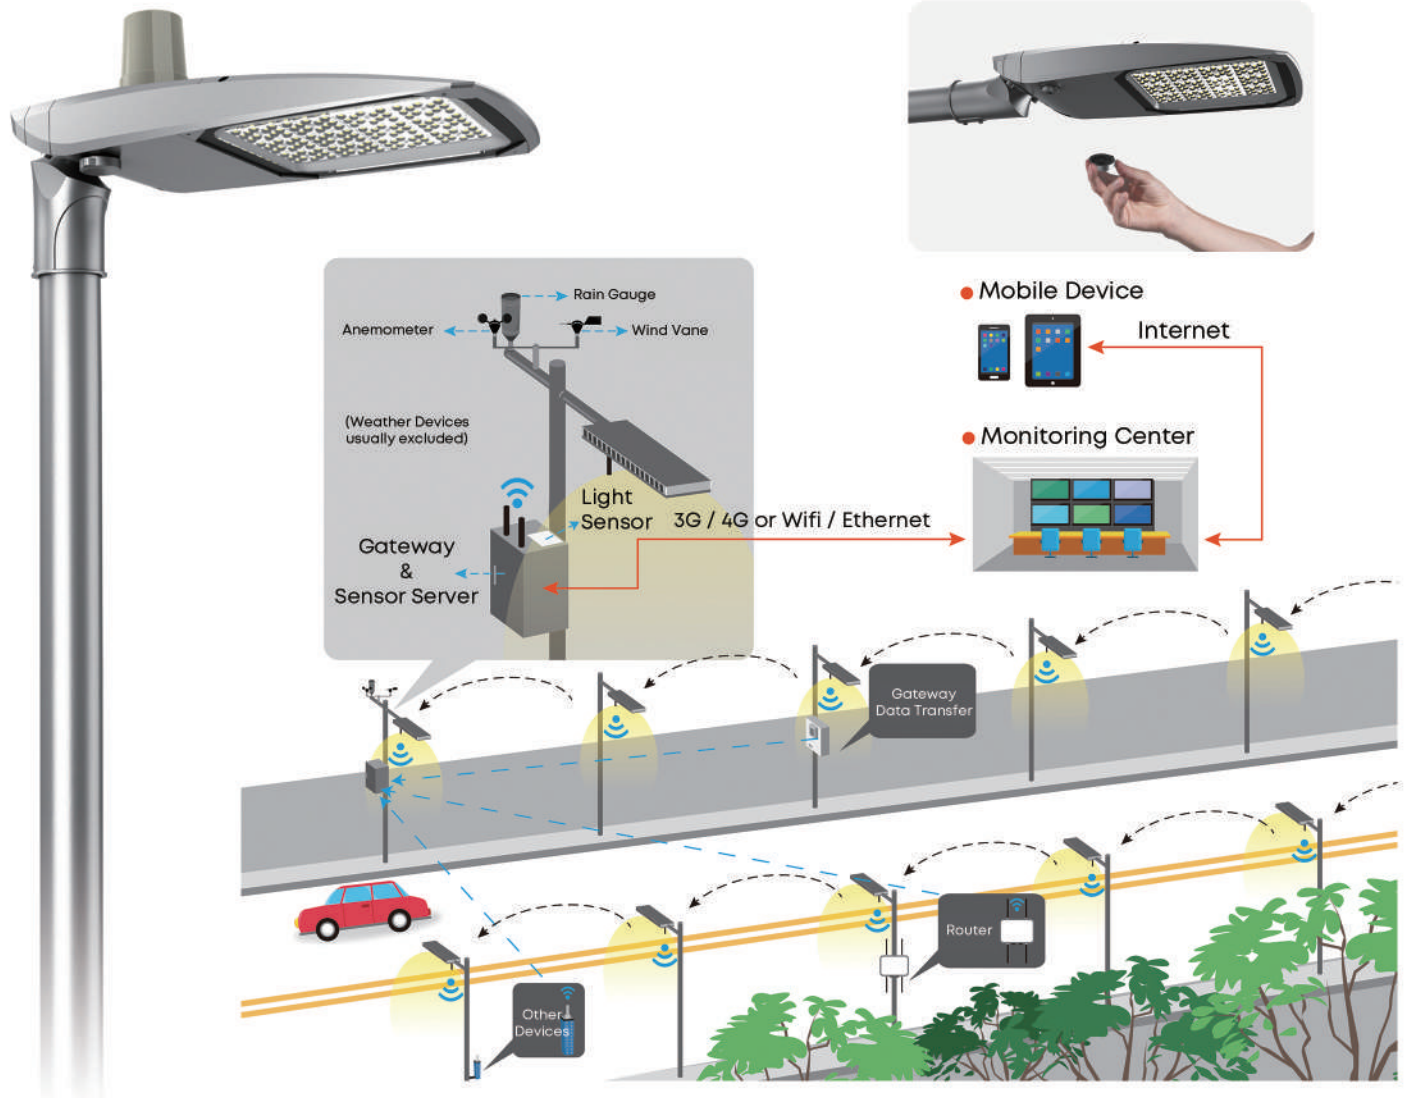 Mobile Device
Internet
Rain Gauge
Anemometer
Wind Vane
(Weather Devices
usually excluded)
Monitoring Center
Light
Sensor
3G / 4G or Wifi / Ethernet
Gateway
&
Sensor Server
Gateway
Data Transfer
Router
Other
Devices